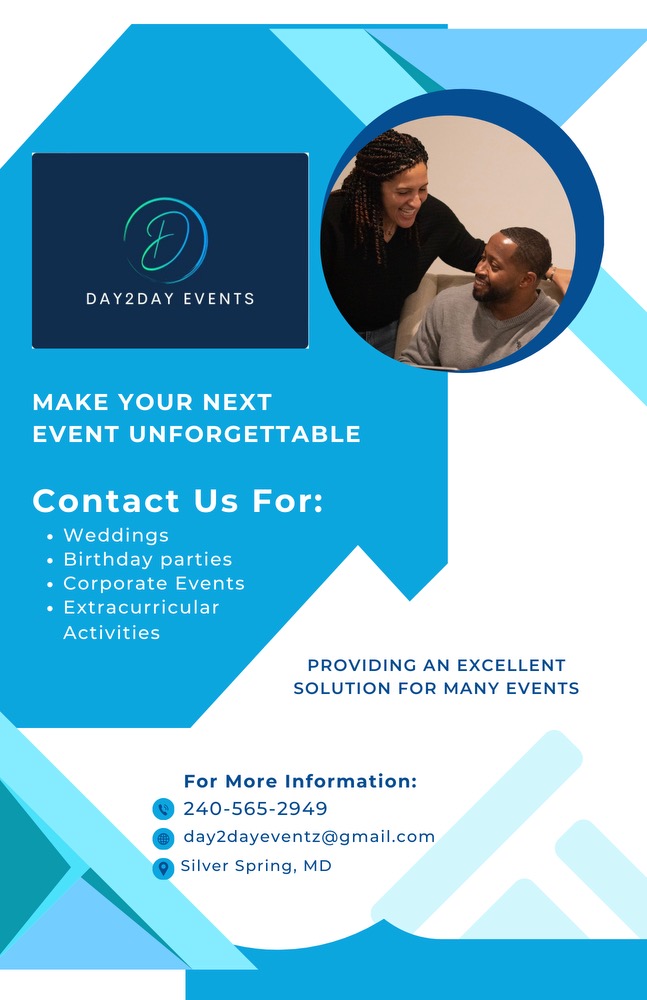 DAY2DAY EVENTS
MAKE YOUR NEXT
EVENT UNFORGETTABLE
Contact Us For:
• Weddings
• Birthday parties
• Corporate Events
• Extracurricular
Activities
PROVIDING AN EXCELLENT
SOLUTION FOR MANY EVENTS
For More Information:
240-565-2949
day2dayeventz@gmail.com
Silver Spring, MD